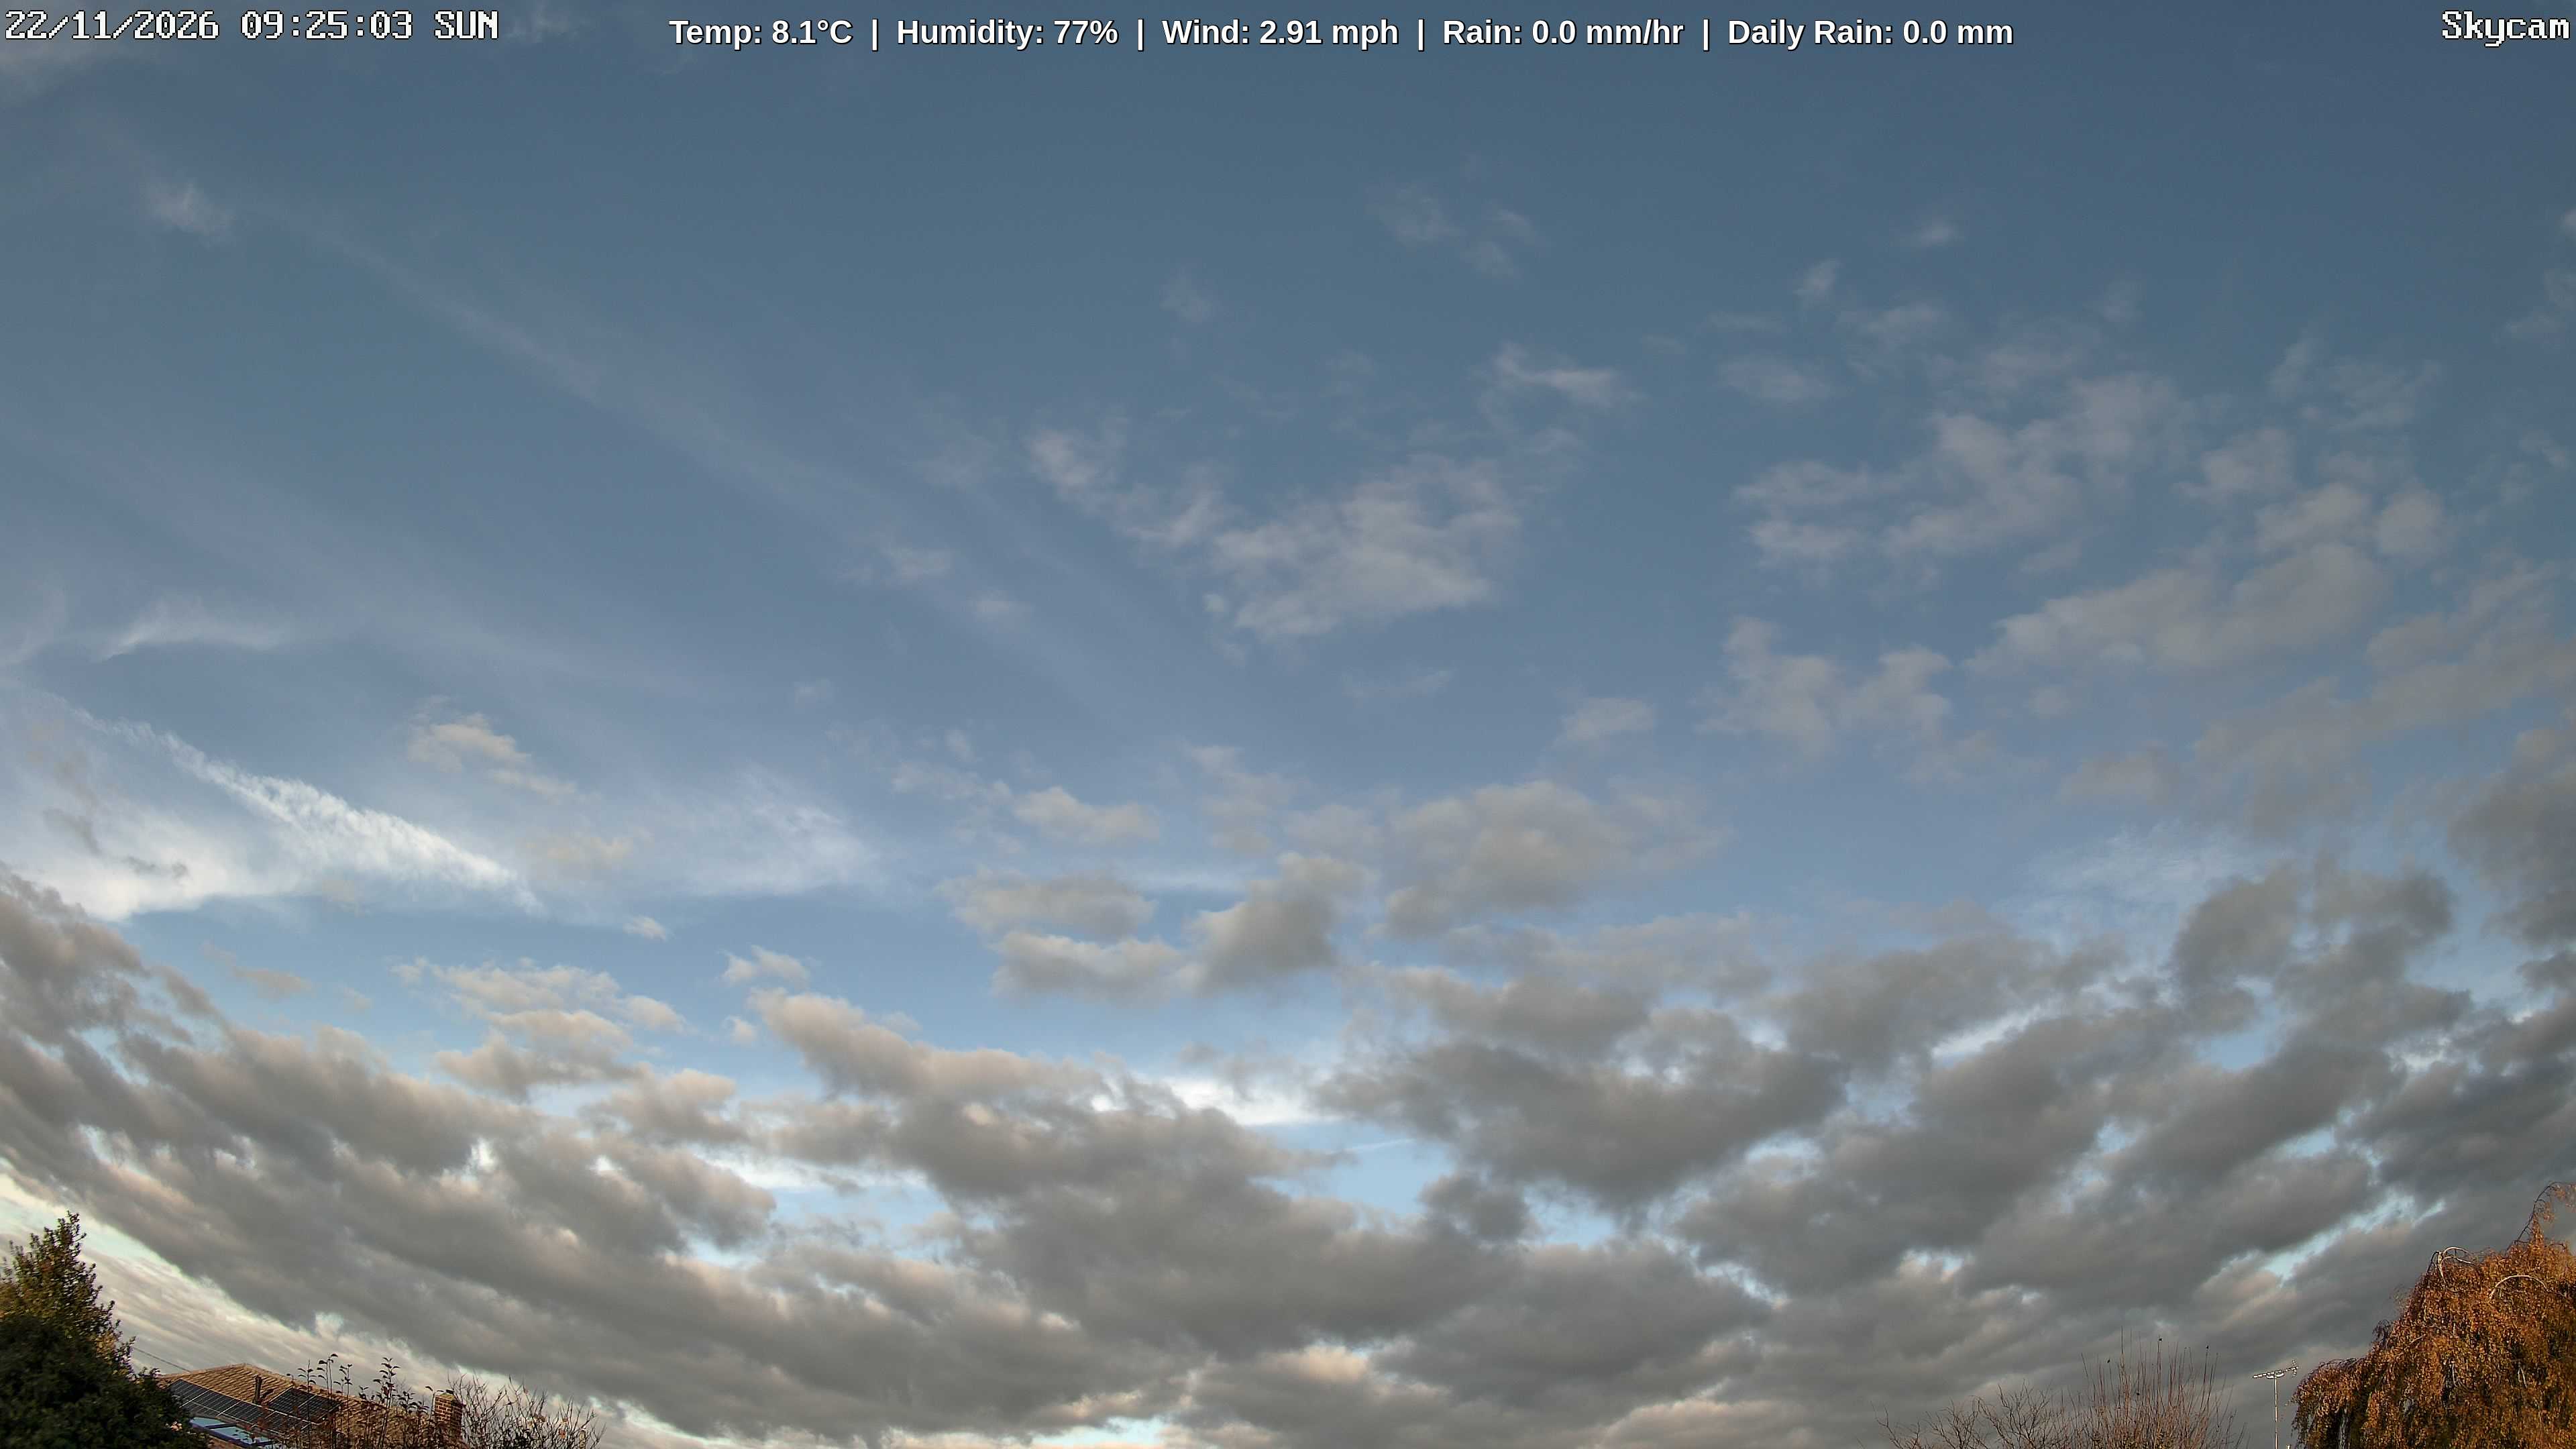 22/11/2026 09:25:03 SUN
Temp: 8.1°C | Humidity: 77% | Wind: 2.91 mph | Rain: 0.0 mm/hr | Daily Rain: 0.0 mm
Skycam